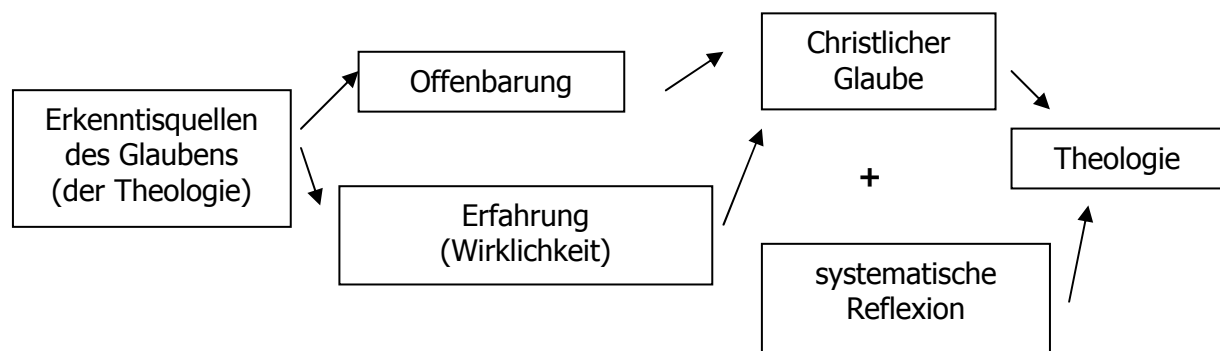 Erkenntisquellen
des Glaubens
(der Theologie)
Offenbarung
Erfahrung
(Wirklichkeit)
Christlicher
Glaube
+
systematische
Reflexion
Theologie